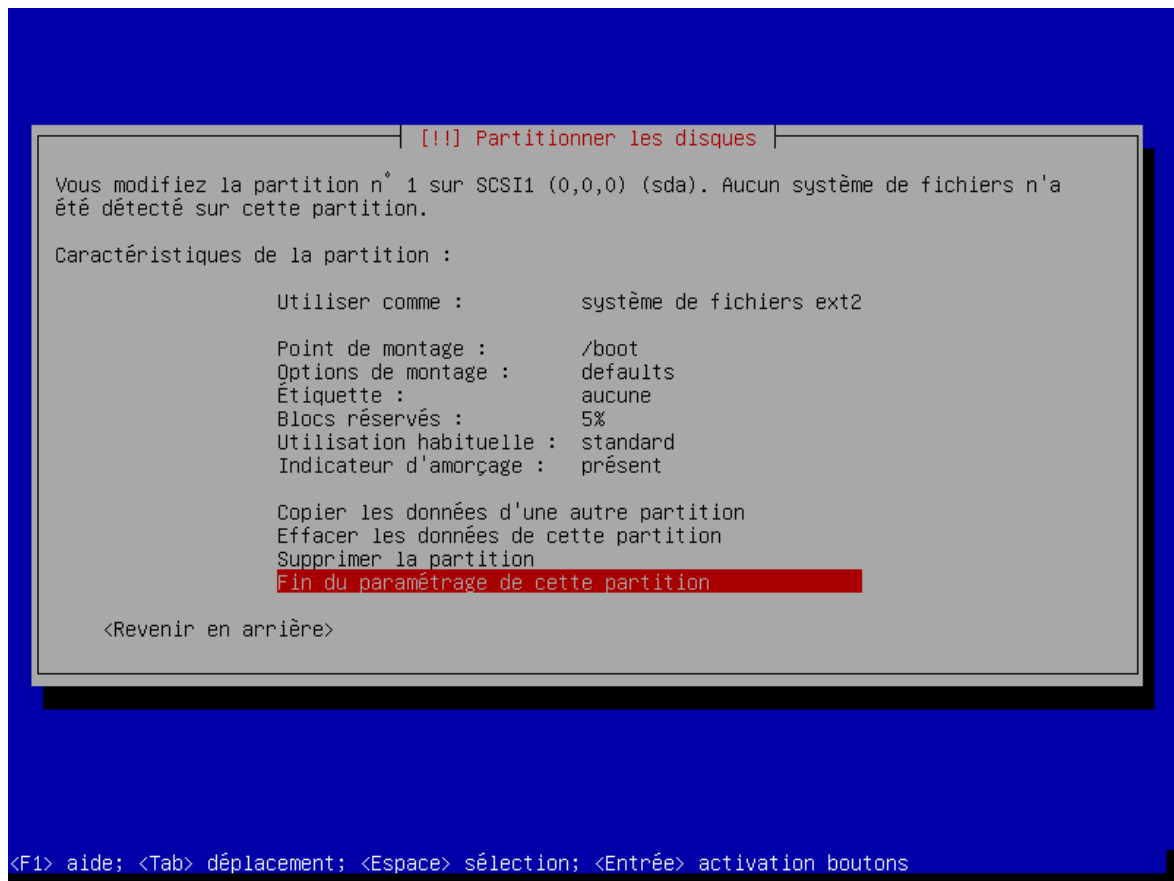 [!!] Partitionner les disques
Vous modifiez la partition n° 1 sur SCSI1 (0,0,0) (sda). Aucun système de fichiers n'a
été détecté sur cette partition.
Caractéristiques de la partition :
Utiliser comme : système de fichiers ext2
Point de montage : /boot
Options de montage : defaults
Étiquette : aucune
Blocs réservés : 5%
Utilisation habituelle : standard
Indicateur d'amorçage : présent
Copier les données d'une autre partition
Effacer les données de cette partition
Supprimer la partition
Fin du paramétrage de cette partition
<Revenir en arrière>
<F1> aide; <Tab> déplacement; <Espace> sélection; <Entrée> activation boutons